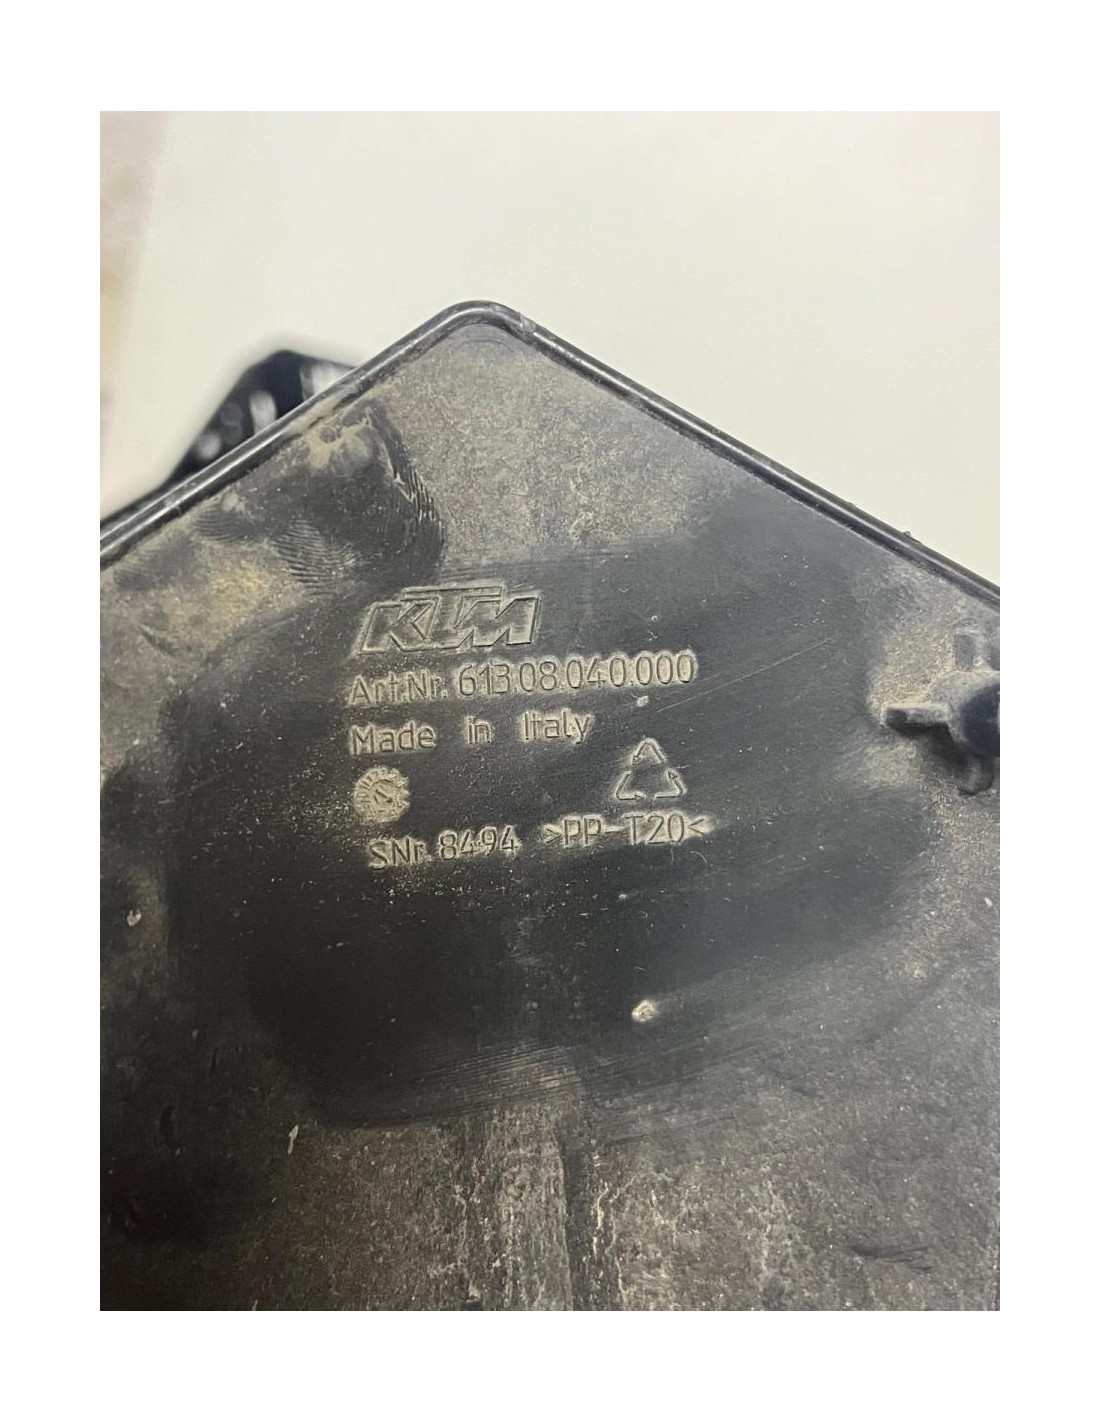 KTM
Art.Nr. 613.08.040.000
Made in Italy
SNr. 8494 >PP-T20<